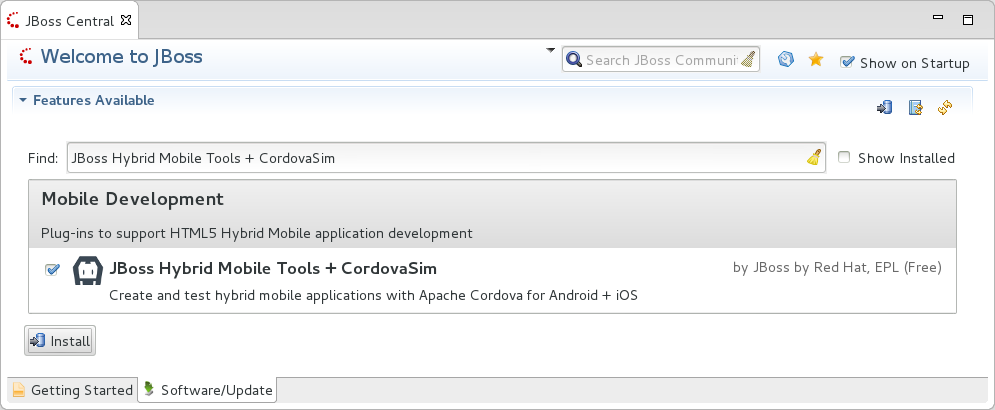 JBoss Central
Welcome to JBoss
Search JBoss Communi
Show on Startup
Features Available
Find: JBoss Hybrid Mobile Tools + CordovaSim
Show Installed
Mobile Development
Plug-ins to support HTML5 Hybrid Mobile application development
JBoss Hybrid Mobile Tools + CordovaSim
by JBoss by Red Hat, EPL (Free)
Create and test hybrid mobile applications with Apache Cordova for Android + iOS
Install
Getting Started
Software/Update